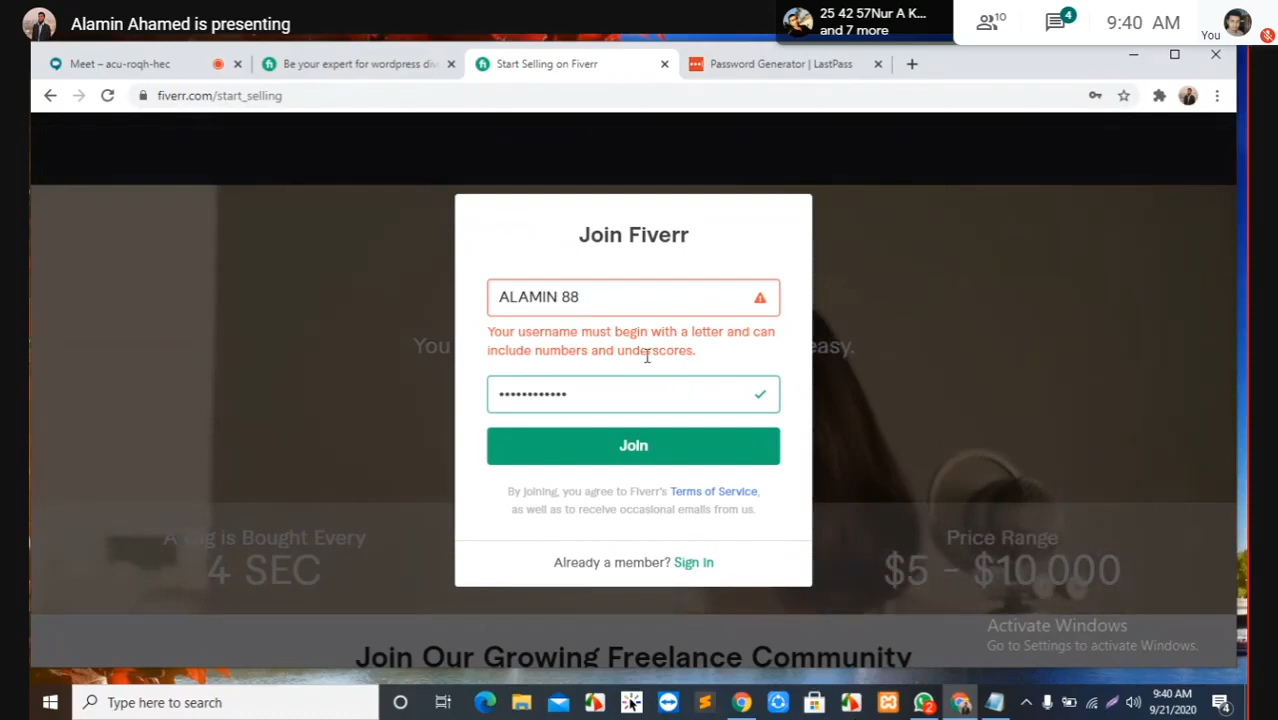 Alamin Ahamed is presenting
25 42 57Nur A K...
and 7 more
10
4
9:40 AM
You
Meet – acu-roqh-hec
Be your expert for wordpress div
Start Selling on Fiverr
Password Generator | LastPass
fiverr.com/start_selling
Join Fiverr
ALAMIN 88
Your username must begin with a letter and can
include numbers and underscores.
You
easy.
Join
By joining, you agree to Fiverr's Terms of Service,
as well as to receive occasional emails from us.
A Gig is Bought Every
4 SEC
Price Range
$5 - $10,000
Already a member? Sign In
Activate Windows
Go to Settings to activate Windows.
Join Our Growing Freelance Community
Type here to search
2
9:40 AM
9/21/2020
4